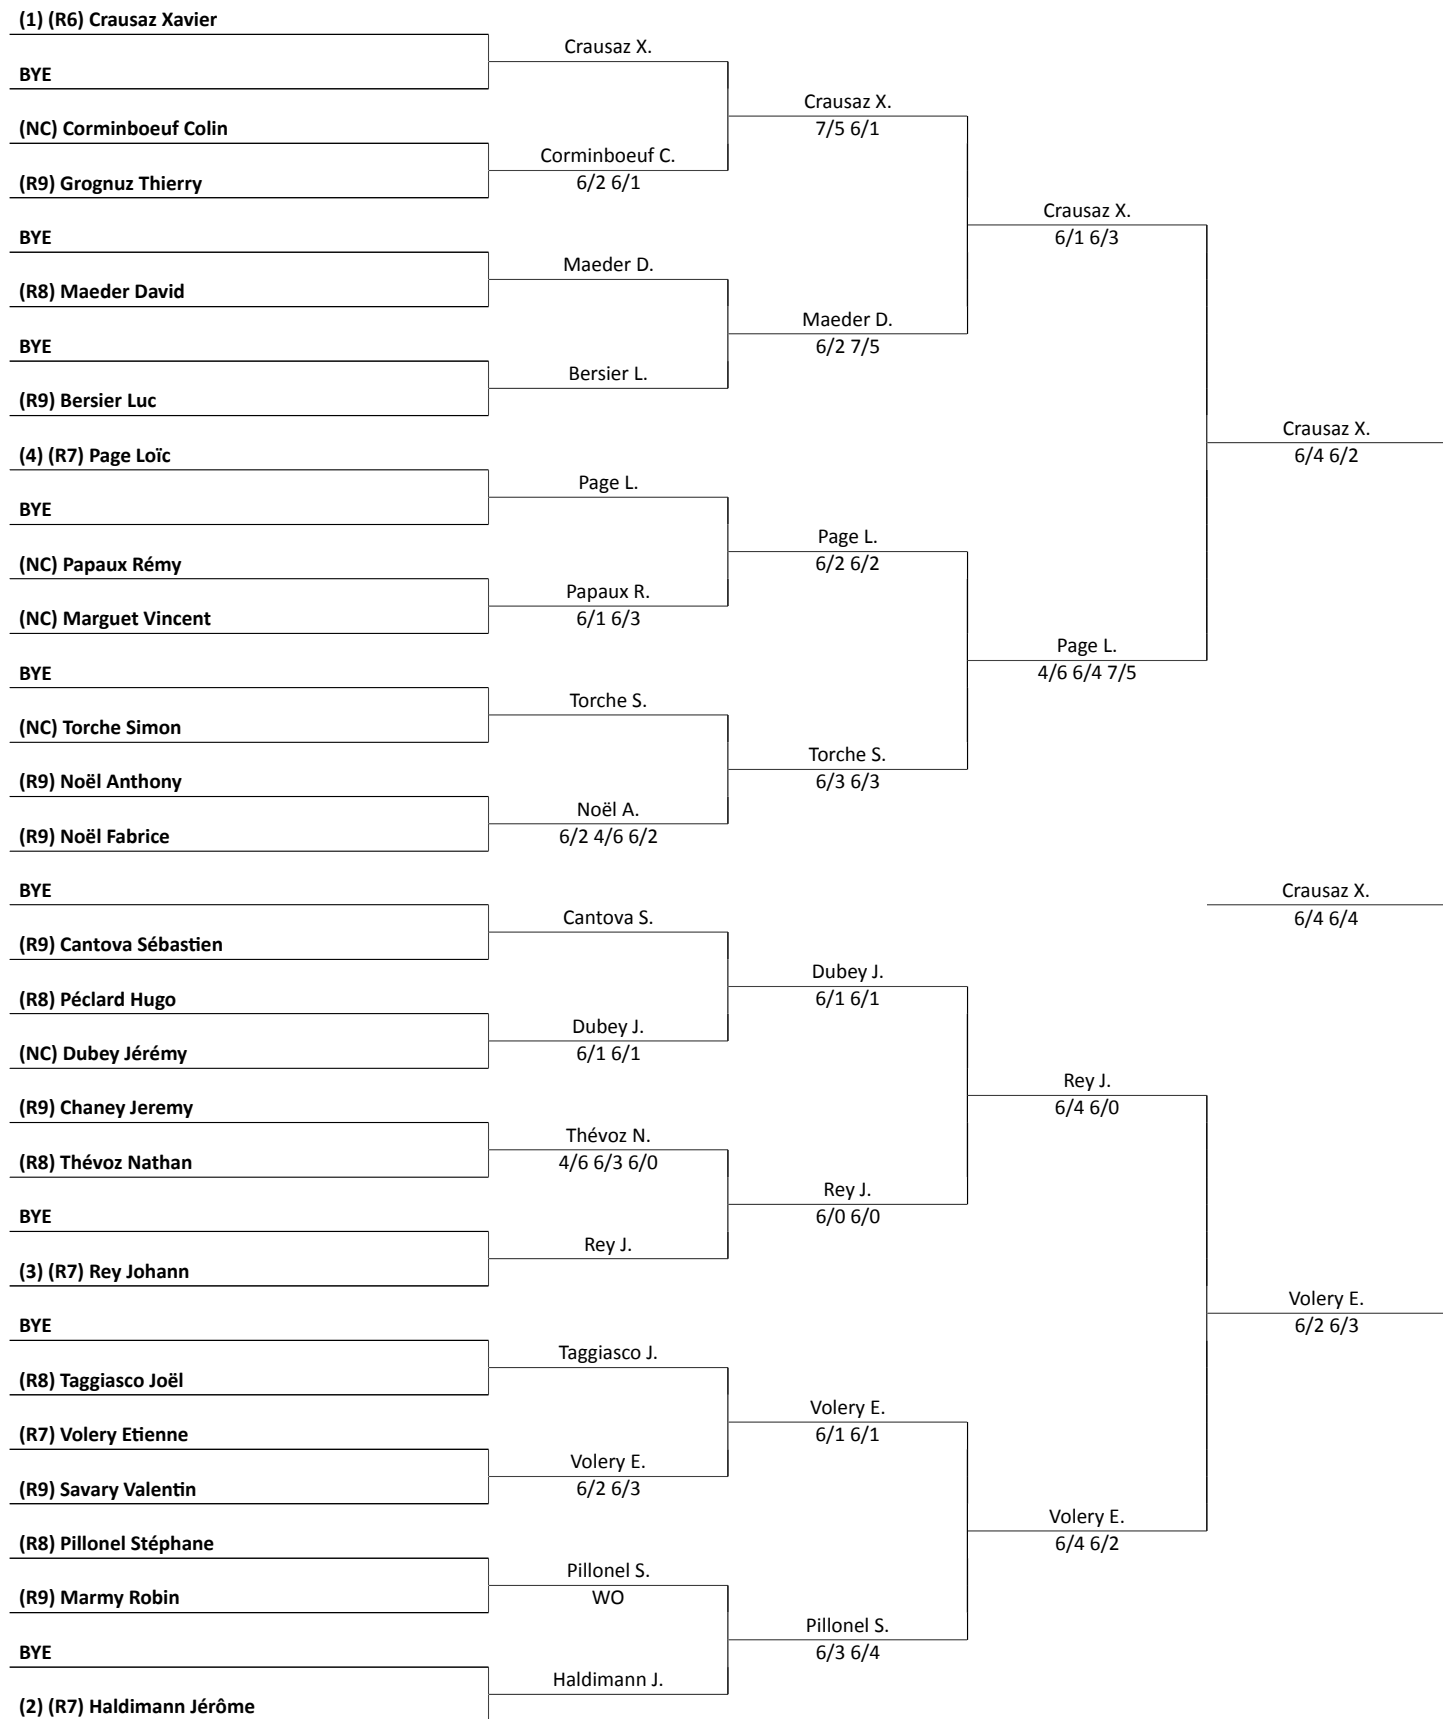 (1) (R6) Crausaz Xavier
Crausaz X.
BYE
Crausaz X.
7/5 6/1
(NC) Corminboeuf Colin
Corminboeuf C.
6/2 6/1
(R9) Grognuz Thierry
Crausaz X.
6/1 6/3
BYE
Maeder D.
(R8) Maeder David
Maeder D.
6/2 7/5
BYE
Bersier L.
(R9) Bersier Luc
Crausaz X.
6/4 6/2
(4) (R7) Page Loïc
Page L.
BYE
Page L.
6/2 6/2
(NC) Papaux Rémy
Papaux R.
6/1 6/3
(NC) Marguet Vincent
Page L.
4/6 6/4 7/5
BYE
Torche S.
(NC) Torche Simon
Torche S.
6/3 6/3
(R9) Noël Anthony
Noël A.
6/2 4/6 6/2
(R9) Noël Fabrice
BYE
Crausaz X.
6/4 6/4
Cantova S.
(R9) Cantova Sébastien
Dubey J.
6/1 6/1
(R8) Péclard Hugo
Dubey J.
6/1 6/1
(NC) Dubey Jérémy
Rey J.
6/4 6/0
(R9) Chaney Jeremy
Thévoz N.
4/6 6/3 6/0
(R8) Thévoz Nathan
Rey J.
6/0 6/0
BYE
Rey J.
(3) (R7) Rey Johann
Volery E.
6/2 6/3
BYE
Taggiasco J.
(R8) Taggiasco Joël
Volery E.
6/1 6/1
(R7) Volery Etienne
Volery E.
6/2 6/3
(R9) Savary Valentin
Volery E.
6/4 6/2
(R8) Pillonel Stéphane
Pillonel S.
WO
(R9) Marmy Robin
Pillonel S.
6/3 6/4
BYE
Haldimann J.
(2) (R7) Haldimann Jérôme